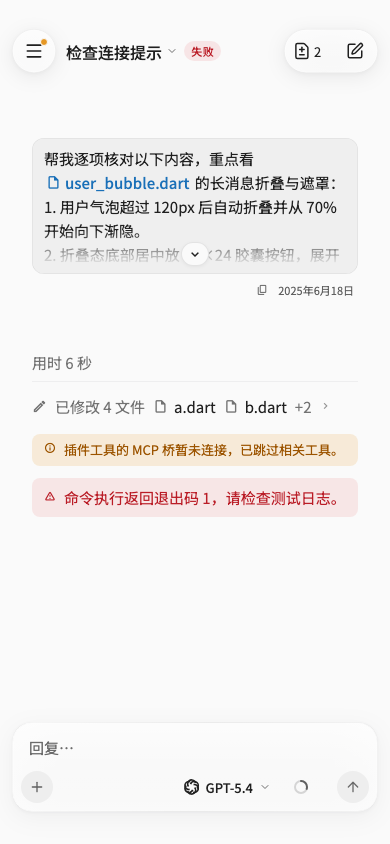 检查连接提示 失败 2
帮我逐项核对以下内容，重点看
user_bubble.dart 的长消息折叠与遮罩：
1. 用户气泡超过 120px 后自动折叠并从 70%
开始向下渐隐。
2. 折叠态底部居中放 ×24 胶囊按钮，展开
2025年6月18日
用时 6 秒
已修改 4 文件 a.dart b.dart +2
插件工具的 MCP 桥暂未连接，已跳过相关工具。
命令执行返回退出码 1，请检查测试日志。
回复…
GPT-5.4